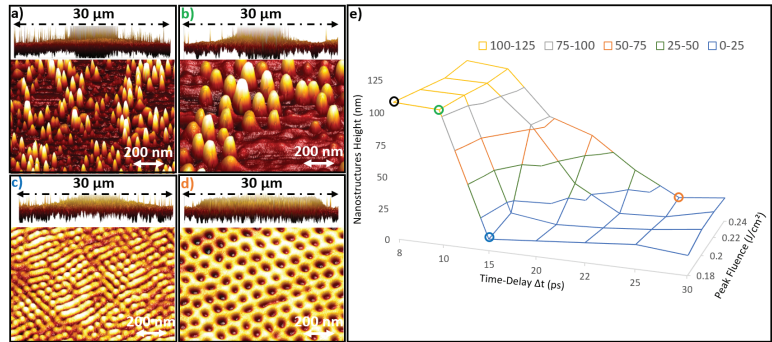 a)
30 μm
200 nm
b)
30 μm
200 nm
c)
30 μm
200 nm
d)
30 μm
200 nm
e)
100-125 75-100 50-75 25-50 0-25
Nanostructures Height (nm)
125
100
75
50
25
0
8 10 15 20 22 25 30
Time-Delay Δt (ps)
0.24
0.22
0.2
0.18
Peak Fluence (J/cm²)